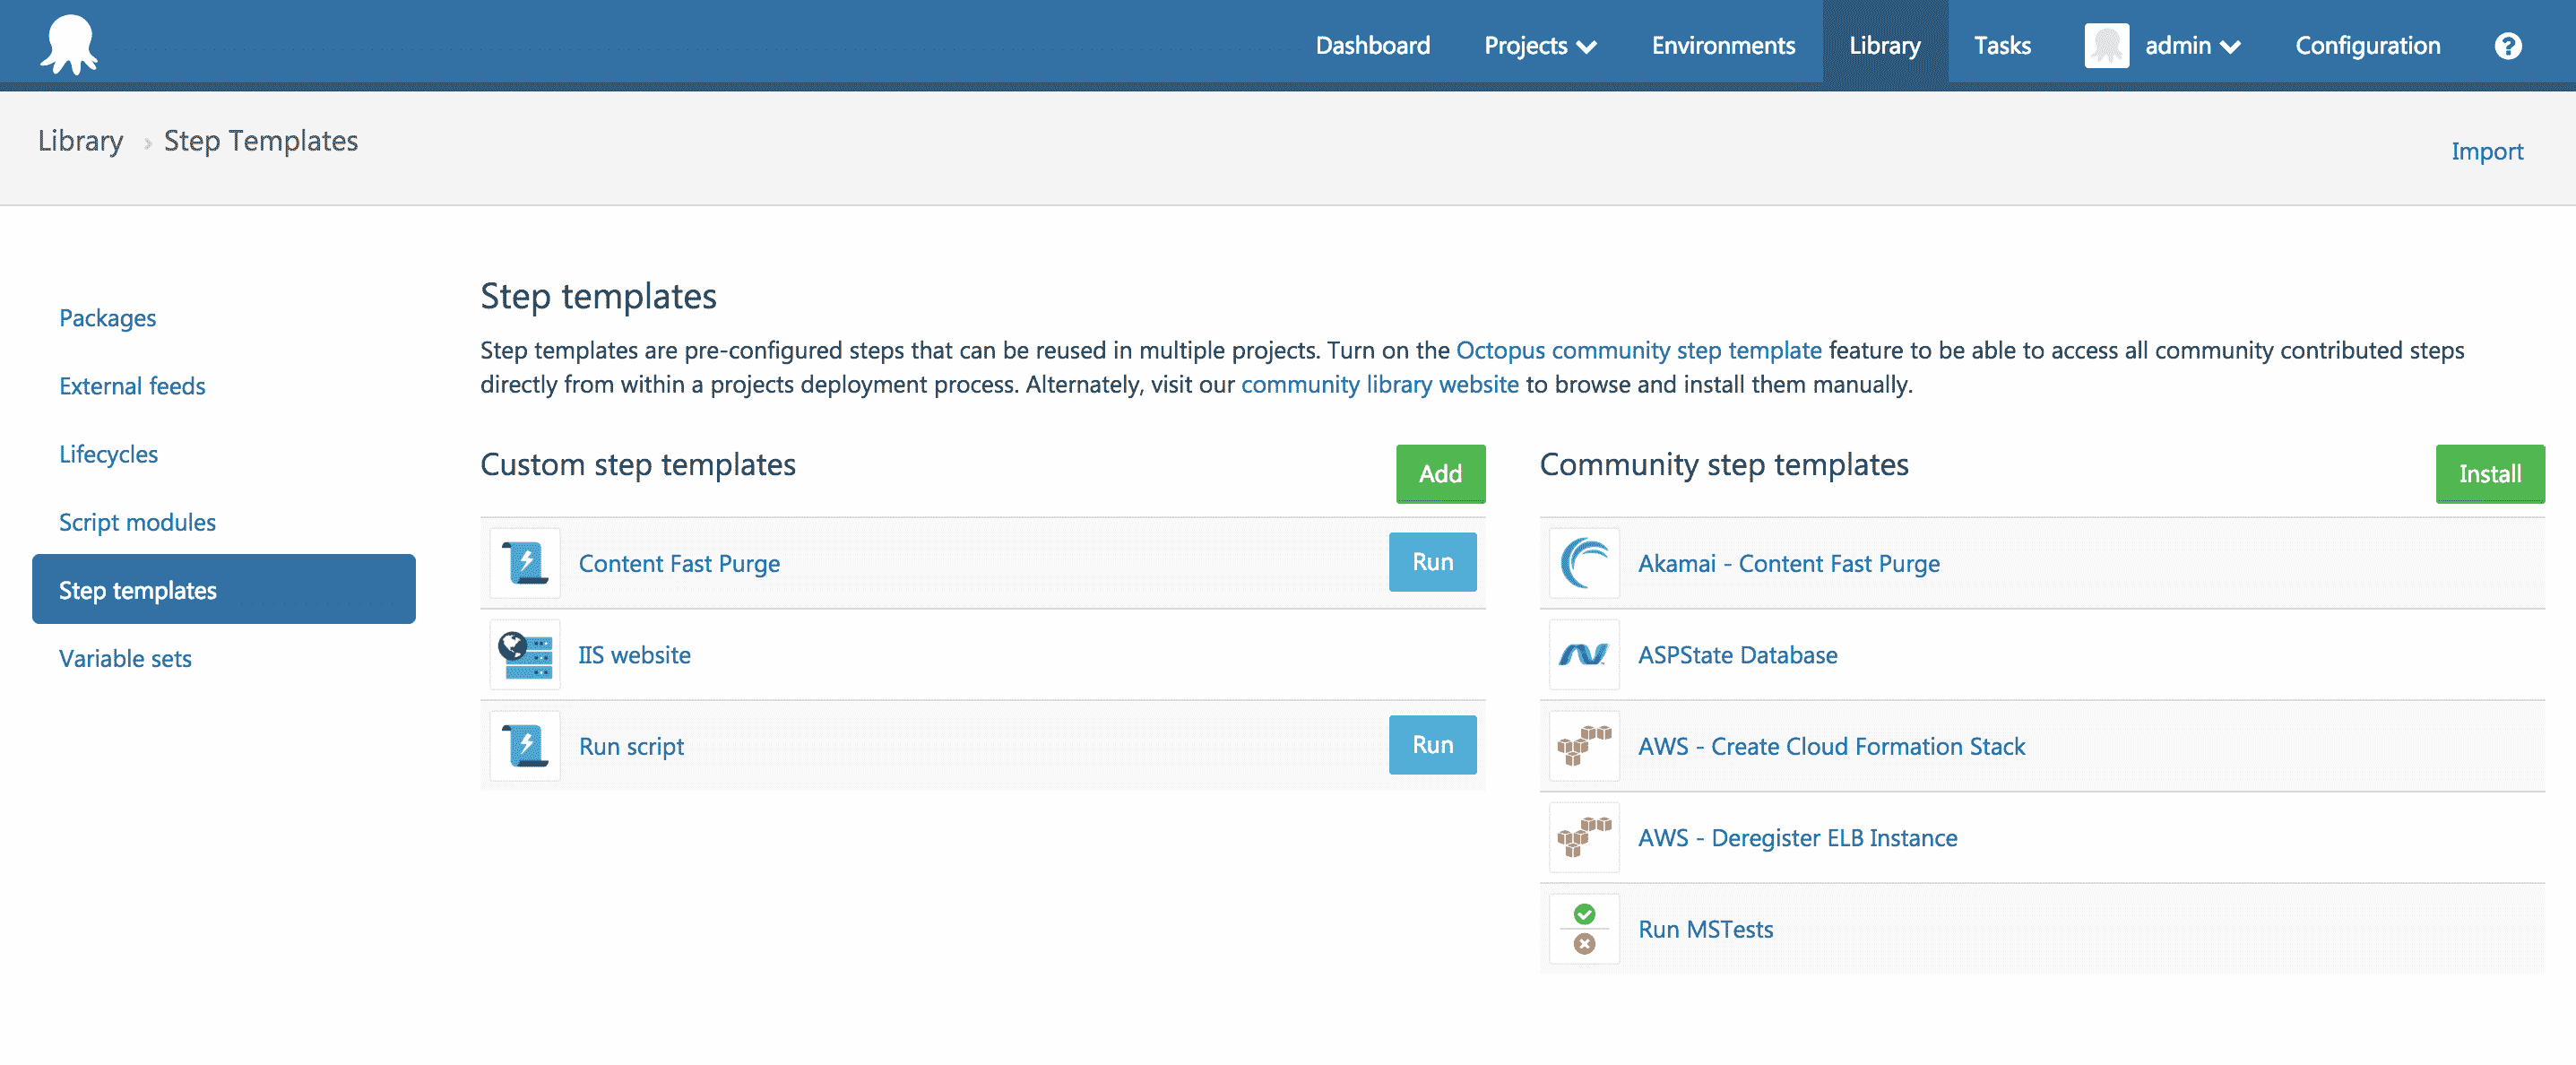 Dashboard Projects Environments Library Tasks admin Configuration ?
Library › Step Templates
Import
Packages
External feeds
Lifecycles
Script modules
Step templates
Variable sets
Step templates
Step templates are pre-configured steps that can be reused in multiple projects. Turn on the Octopus community step template feature to be able to access all community contributed steps
directly from within a projects deployment process. Alternately, visit our community library website to browse and install them manually.
Custom step templates
Add
Content Fast Purge
Run
IIS website
Run script
Run
Community step templates
Install
Akamai - Content Fast Purge
ASPState Database
AWS - Create Cloud Formation Stack
AWS - Deregister ELB Instance
Run MSTests